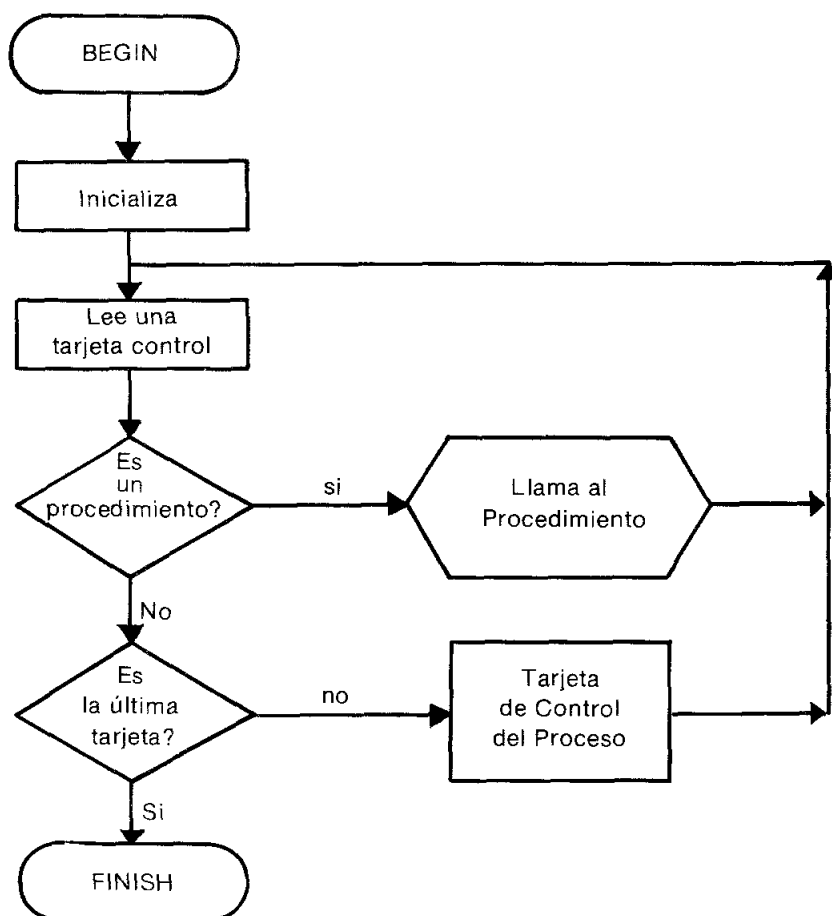 BEGIN
Inicializa
Lee una
tarjeta control
Es
un
procedimiento?
si
Llama al
Procedimiento
No
Es
la última
tarjeta?
no
Tarjeta
de Control
del Proceso
Si
FINISH